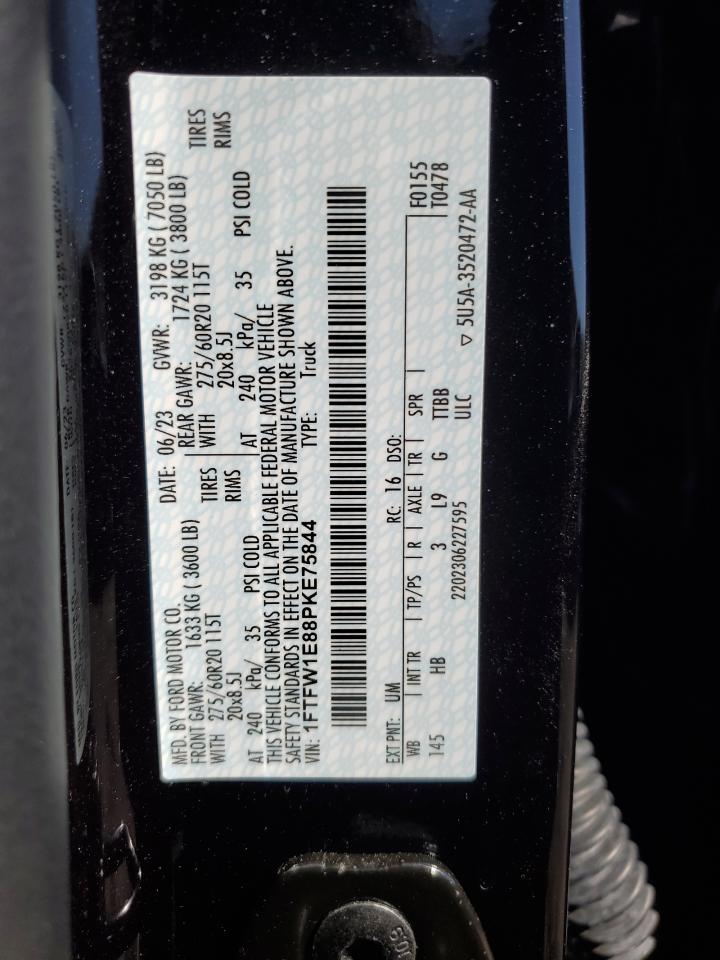 MFD. BY FORD MOTOR CO.
DATE: 06/23 GVWR: 3198 KG ( 7050 LB)
FRONT GAWR: 1633 KG ( 3600 LB) REAR GAWR: 1724 KG ( 3800 LB)
WITH 275/60R20 115T TIRES WITH 275/60R20 115T TIRES
20x8.5J RIMS 20x8.5J RIMS
AT 240 kPa/ 35 PSI COLD AT 240 kPa/ 35 PSI COLD
THIS VEHICLE CONFORMS TO ALL APPLICABLE FEDERAL MOTOR VEHICLE
SAFETY STANDARDS IN EFFECT ON THE DATE OF MANUFACTURE SHOWN ABOVE.
VIN: 1FTFW1E88PKE75844 TYPE: Truck
EXT PNT: UM RC: 16 DSO: F0155
WB INT TR TP/PS R AXLE TR SPR T0478
145 HB 3 L9 G TTBB
2202306227595 ULC ▽ 5U5A-3520472-AA